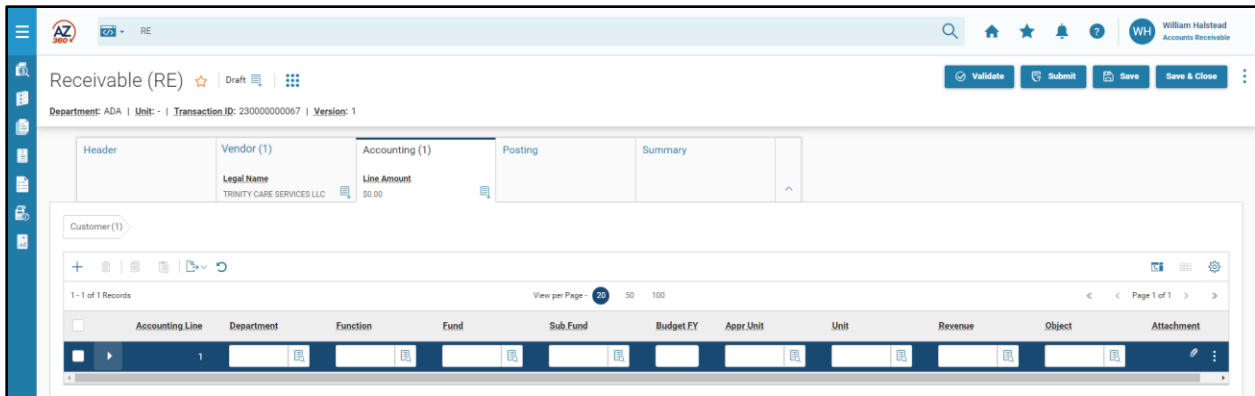 AZ
360
RE
WH
William Halstead
Accounts Receivable
Receivable (RE)
Draft
Validate
Submit
Save
Save & Close
Department: ADA | Unit: - | Transaction ID: 230000000067 | Version: 1
Header
Vendor (1)
Accounting (1)
Posting
Summary
Legal Name
Line Amount
TRINITY CARE SERVICES LLC
$0.00
Customer (1)
1 - 1 of 1 Records
View per Page - 20 50 100
Page 1 of 1
Accounting Line Department Function Fund Sub Fund Budget FY Appr Unit Unit Revenue Object Attachment
1